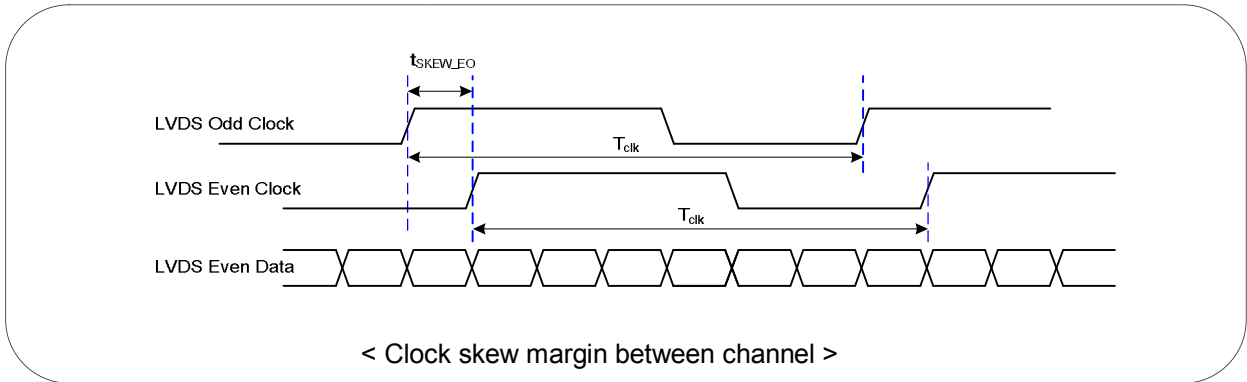 tSKEW_EO
LVDS Odd Clock
Tclk
LVDS Even Clock
Tclk
LVDS Even Data
< Clock skew margin between channel >